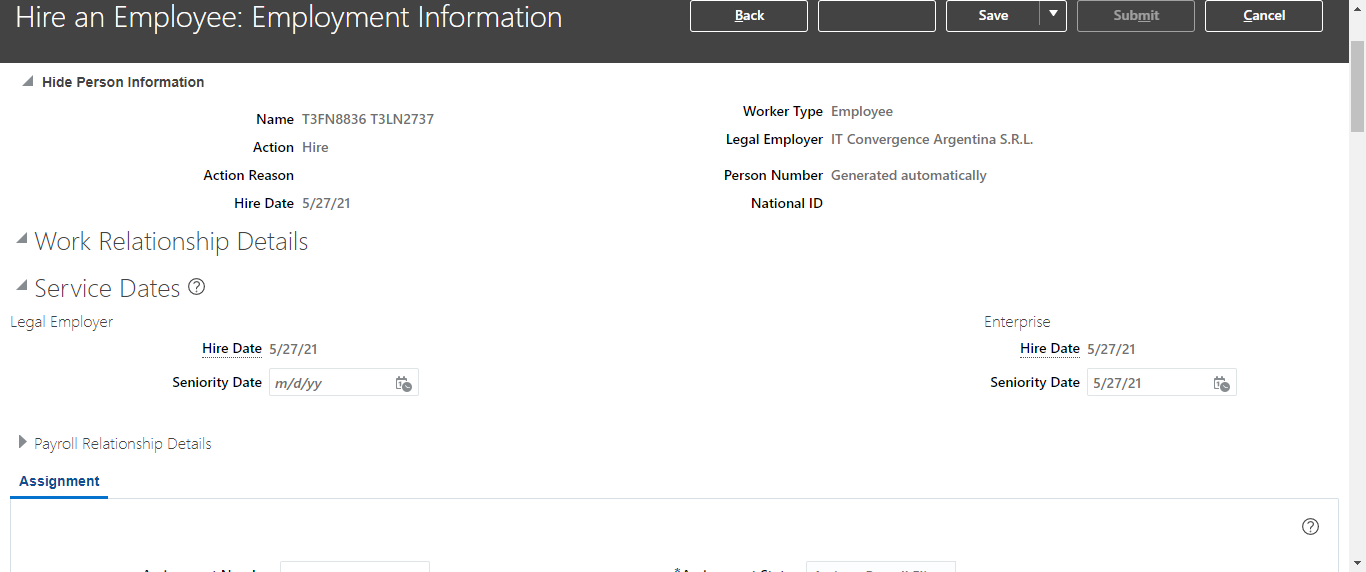 Hire an Employee: Employment Information
Back
Save
Submit
Cancel
Hide Person Information
Name T3FN8836 T3LN2737
Action Hire
Action Reason
Hire Date 5/27/21
Worker Type Employee
Legal Employer IT Convergence Argentina S.R.L.
Person Number Generated automatically
National ID
Work Relationship Details
Service Dates
Legal Employer
Hire Date 5/27/21
Seniority Date m/d/yy
Enterprise
Hire Date 5/27/21
Seniority Date 5/27/21
Payroll Relationship Details
Assignment